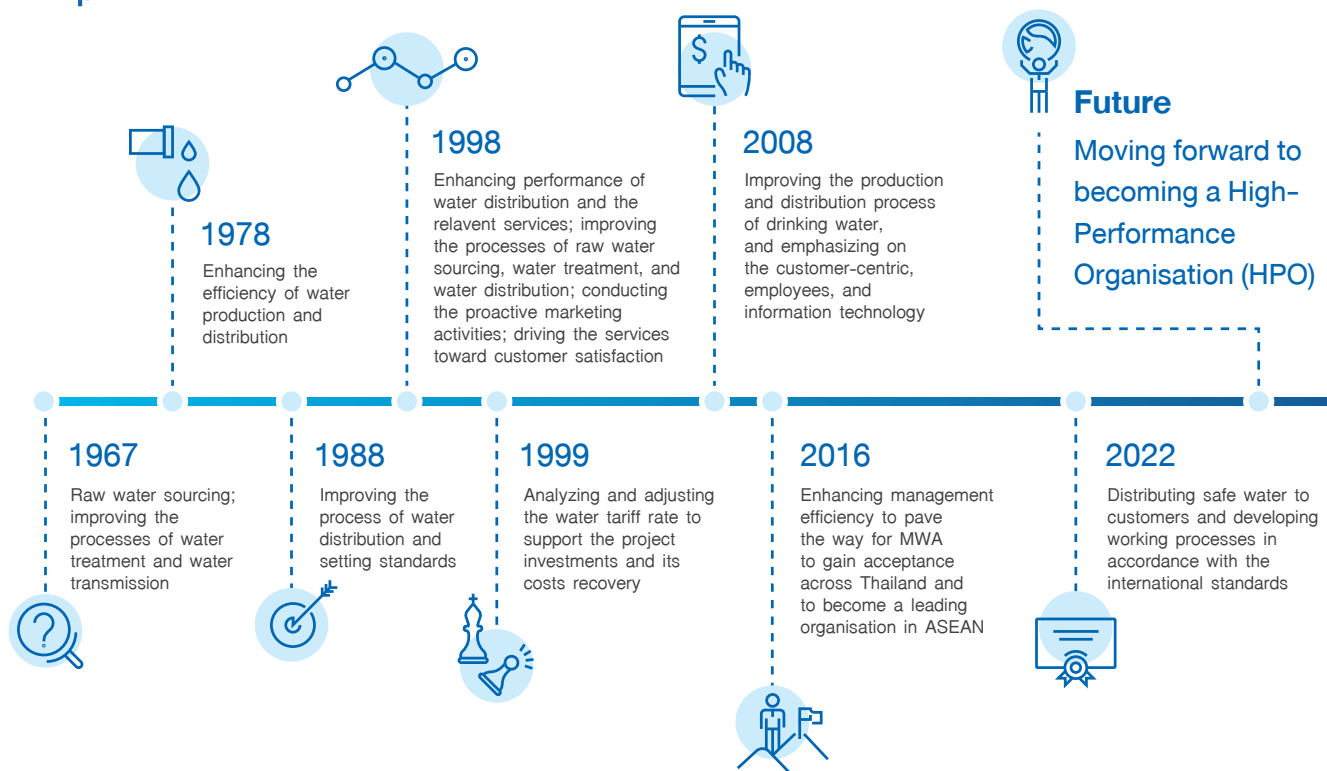 1967
Raw water sourcing;
improving the
processes of water
treatment and water
transmission
1978
Enhancing the
efficiency of water
production and
distribution
1988
Improving the
process of water
distribution and
setting standards
1998
Enhancing performance of
water distribution and the
relavent services; improving
the processes of raw water
sourcing, water treatment, and
water distribution; conducting
the proactive marketing
activities; driving the services
toward customer satisfaction
1999
Analyzing and adjusting
the water tariff rate to
support the project
investments and its
costs recovery
$
2008
Improving the production
and distribution process
of drinking water,
and emphasizing on
the customer-centric,
employees, and
information technology
2016
Enhancing management
efficiency to pave
the way for MWA
to gain acceptance
across Thailand and
to become a leading
organisation in ASEAN
2022
Distributing safe water to
customers and developing
working processes in
accordance with the
international standards
Future
Moving forward to
becoming a High-
Performance
Organisation (HPO)
?